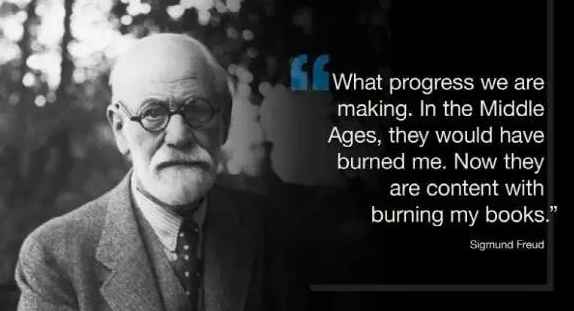 “What progress we are
making. In the Middle
Ages, they would have
burned me. Now they
are content with
burning my books.”
Sigmund Freud